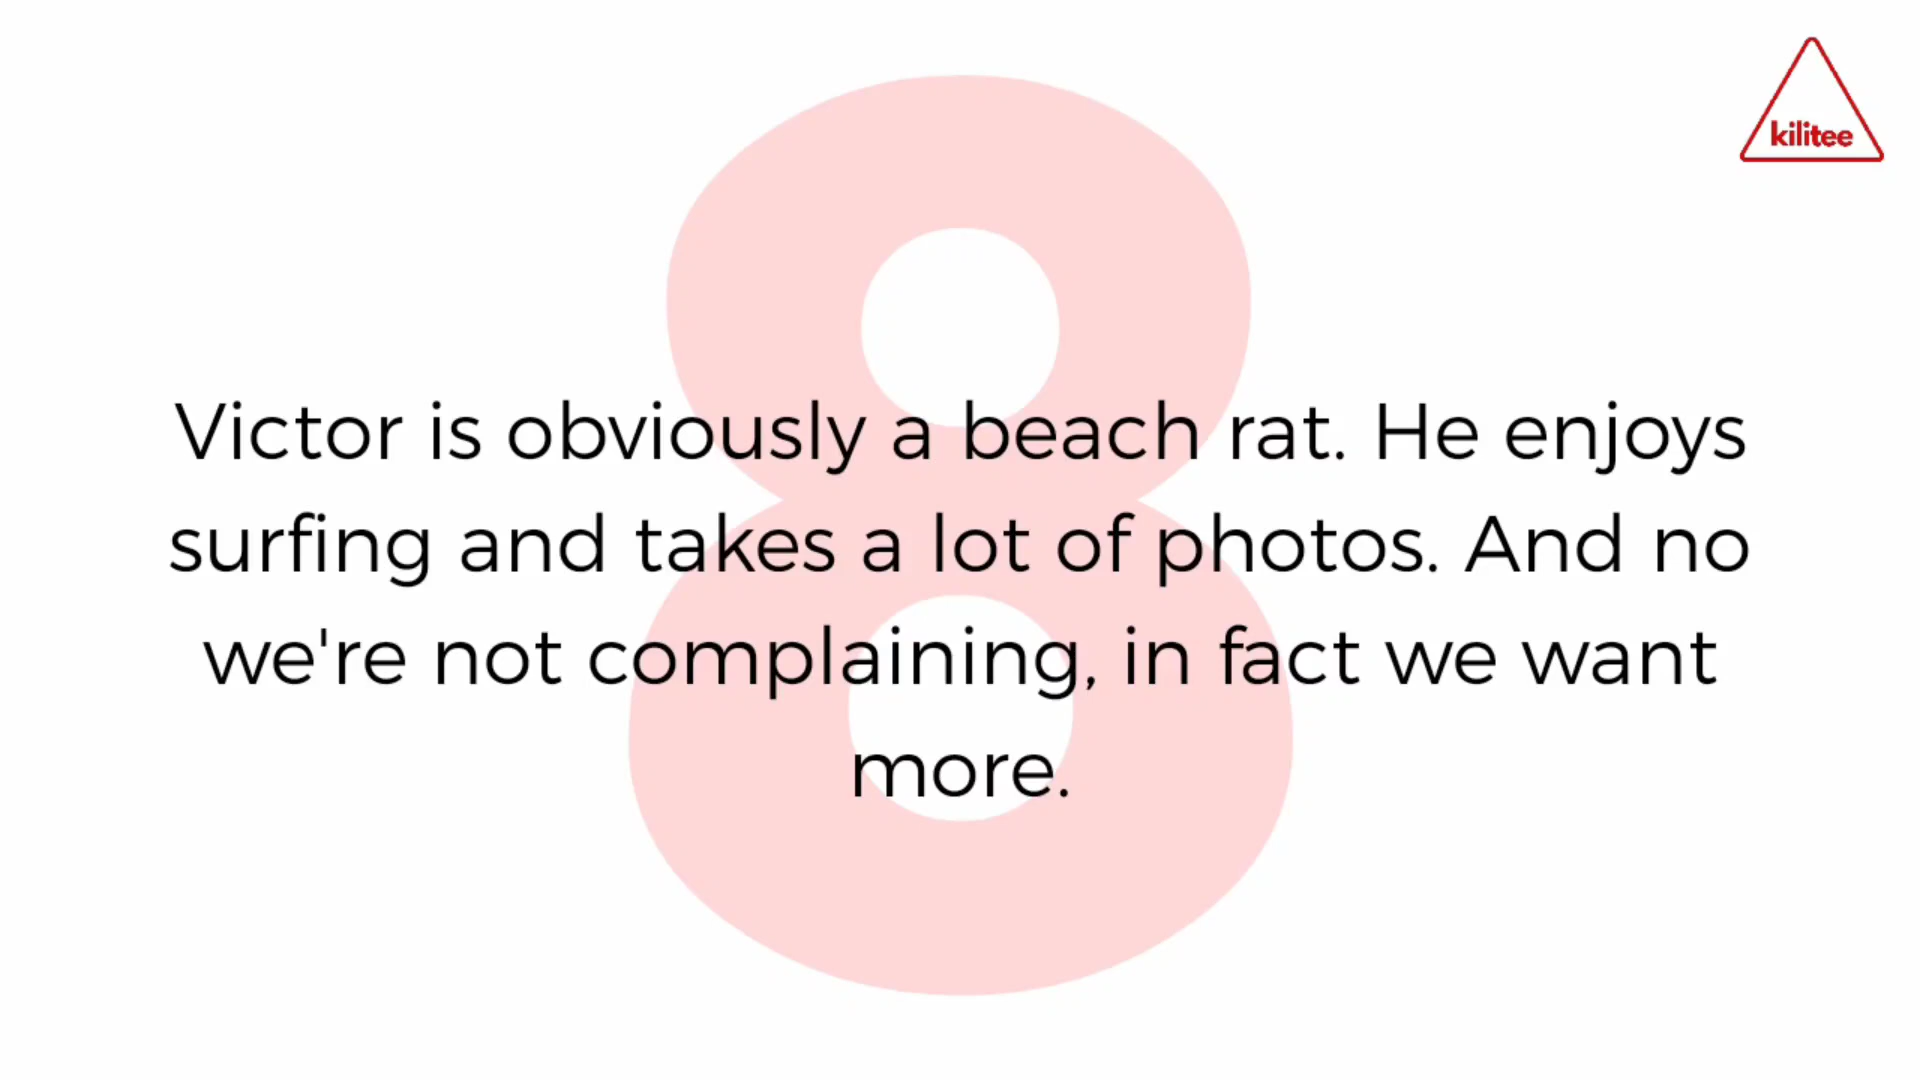 kilitee
8
Victor is obviously a beach rat. He enjoys
surfing and takes a lot of photos. And no
we're not complaining, in fact we want
more.